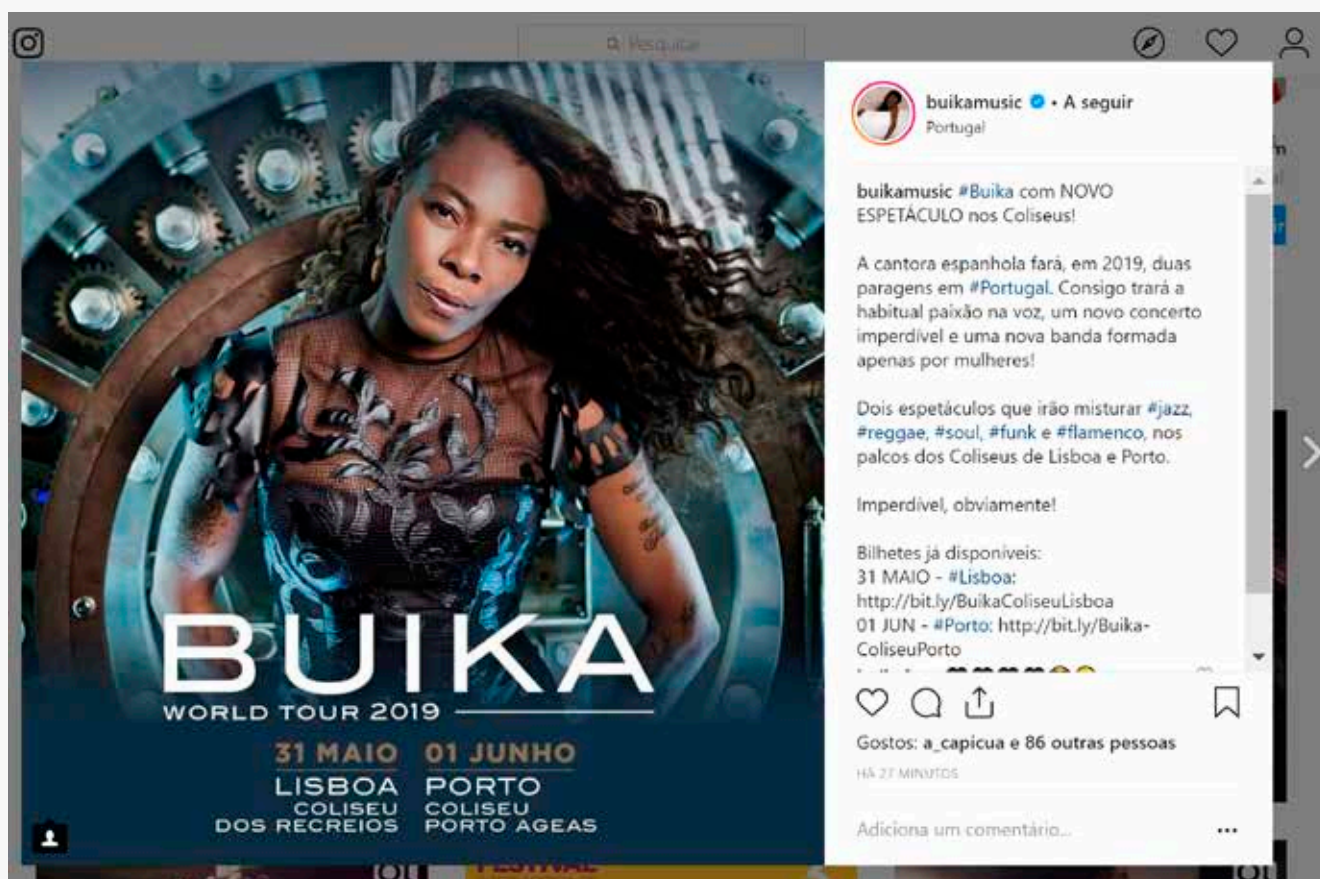 Pesquisar
BUIKA
WORLD TOUR 2019
31 MAIO
LISBOA
COLISEU
DOS RECREIOS
01 JUNHO
PORTO
COLISEU
PORTO AGEAS
buikamusic • A seguir
Portugal
buikamusic #Buika com NOVO
ESPETÁCULO nos Coliseus!
A cantora espanhola fará, em 2019, duas
paragens em #Portugal. Consigo trará a
habitual paixão na voz, um novo concerto
imperdível e uma nova banda formada
apenas por mulheres!
Dois espetáculos que irão misturar #jazz,
#reggae, #soul, #funk e #flamenco, nos
palcos dos Coliseus de Lisboa e Porto.
Imperdível, obviamente!
Bilhetes já disponíveis:
31 MAIO - #Lisboa:
http://bit.ly/BuikaColiseuLisboa
01 JUN - #Porto: http://bit.ly/Buika-
ColiseuPorto
Gostos: a_capicua e 86 outras pessoas
HÁ 27 MINUTOS
Adiciona um comentário...
FESTIVAL